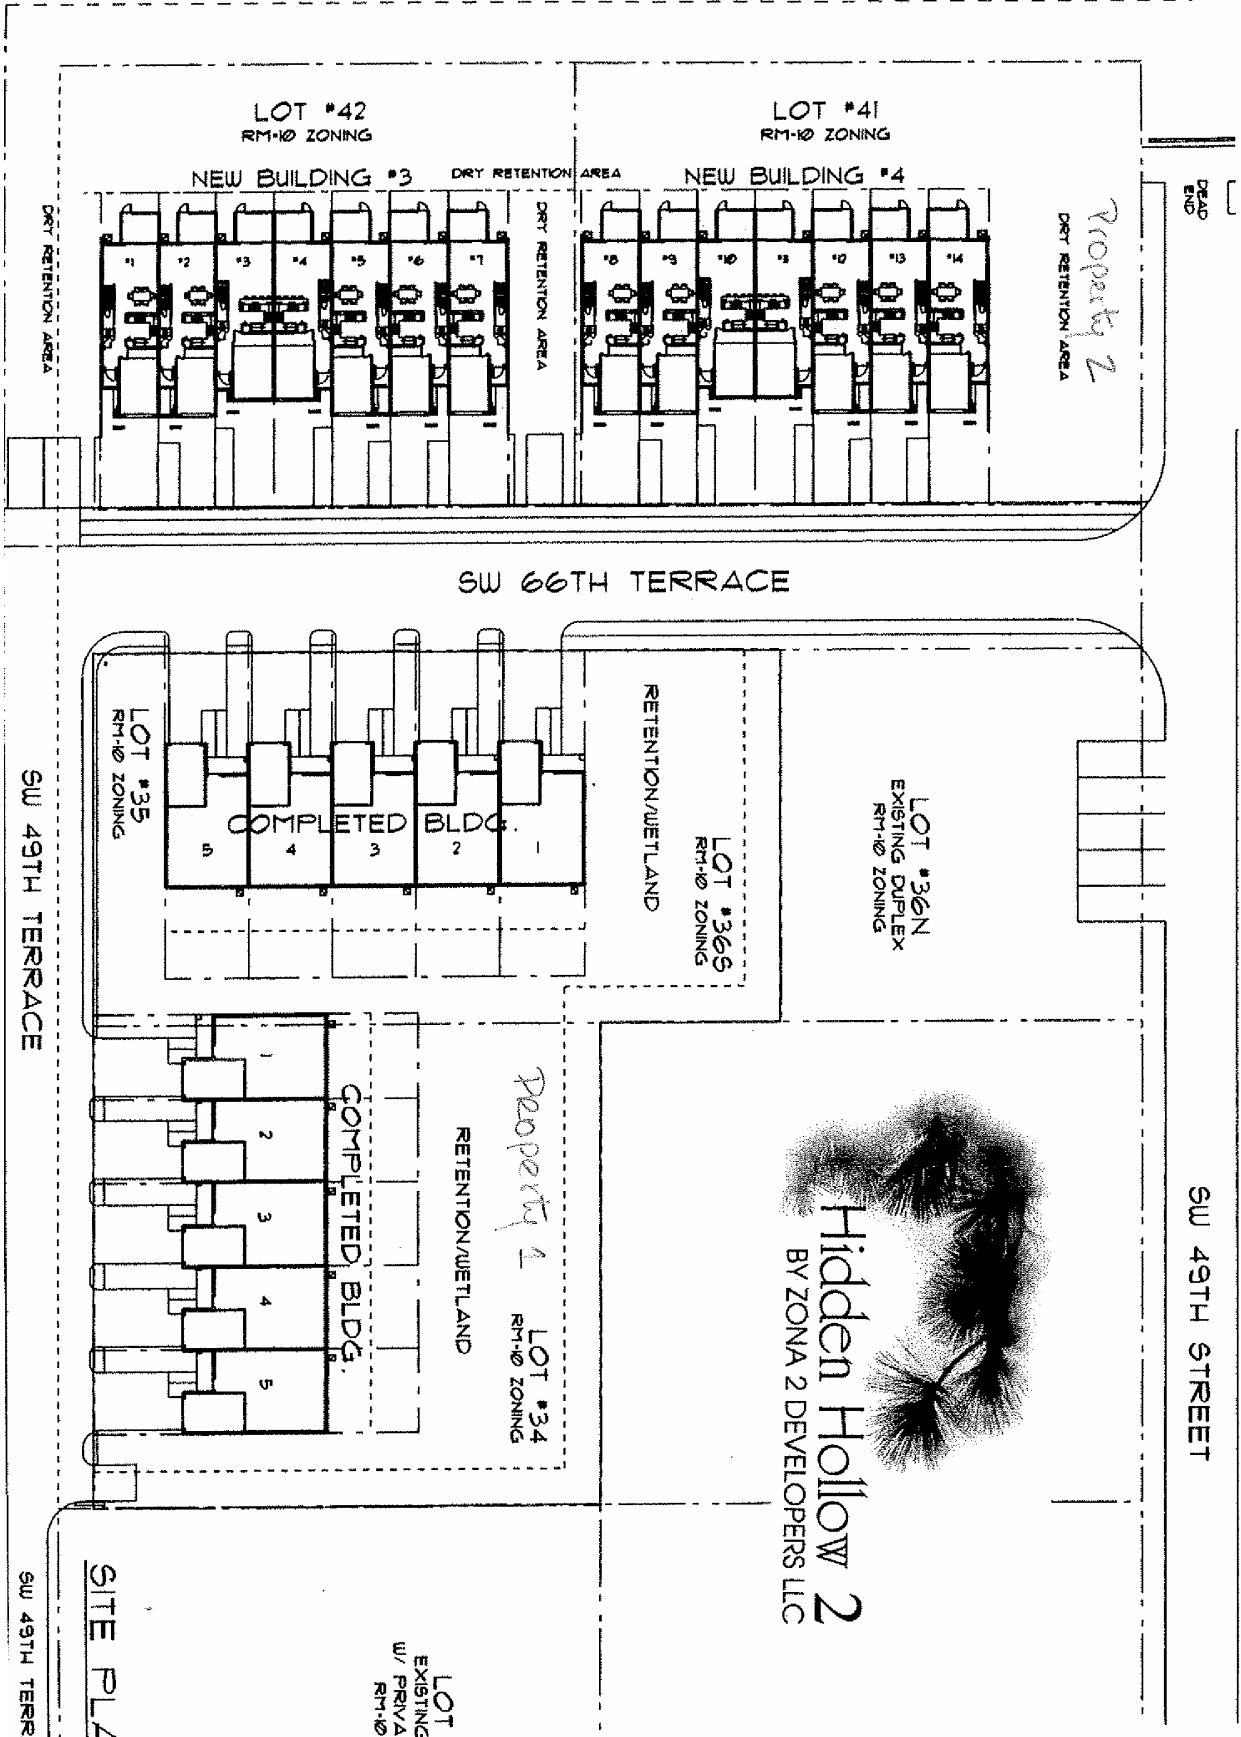 LOT #42
RM-10 ZONING
LOT #41
RM-10 ZONING
NEW BUILDING #3
DRY RETENTION AREA
NEW BUILDING #4
DEAD
END
DRY RETENTION AREA
DRY RETENTION AREA
DRY RETENTION AREA
Property 2
#1
#2
#3
#4
#5
#6
#7
#8
#9
#10
#12
#13
#14
SW 66TH TERRACE
LOT #35
RM-10 ZONING
COMPLETED BLDG.
5
4
3
2
1
RETENTION/WETLAND
LOT #36S
RM-10 ZONING
LOT #36N
EXISTING DUPLEX
RM-10 ZONING
SW 49TH TERRACE
1
2
3
4
5
COMPLETED BLDG.
RETENTION/WETLAND
Property 1
LOT #34
RM-10 ZONING
Hidden Hollow 2
BY ZONA 2 DEVELOPERS LLC
SW 49TH STREET
SITE PLA
SW 49TH TERR
LOT
EXISTING
W/ PRIVA
RM-10